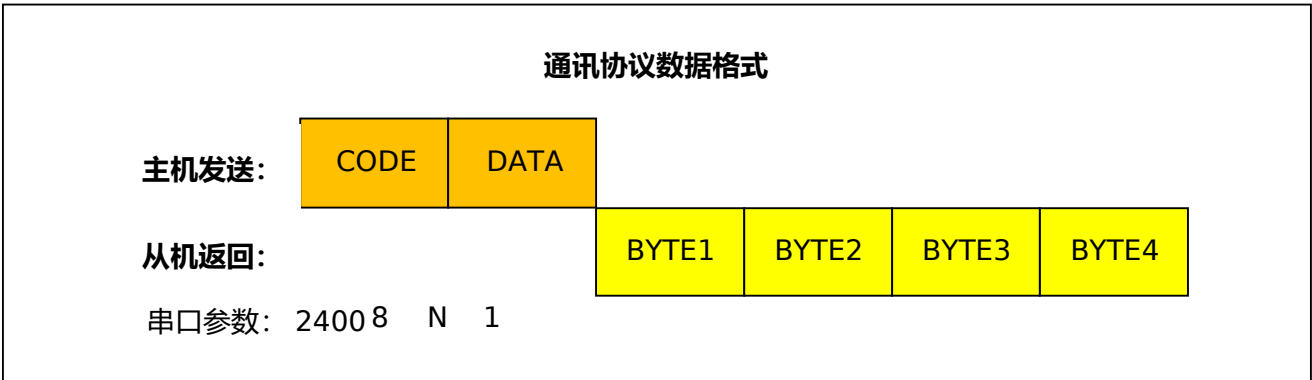 通讯协议数据格式
主机发送: CODE DATA
从机返回: BYTE1 BYTE2 BYTE3 BYTE4
串口参数: 2400 8 N 1